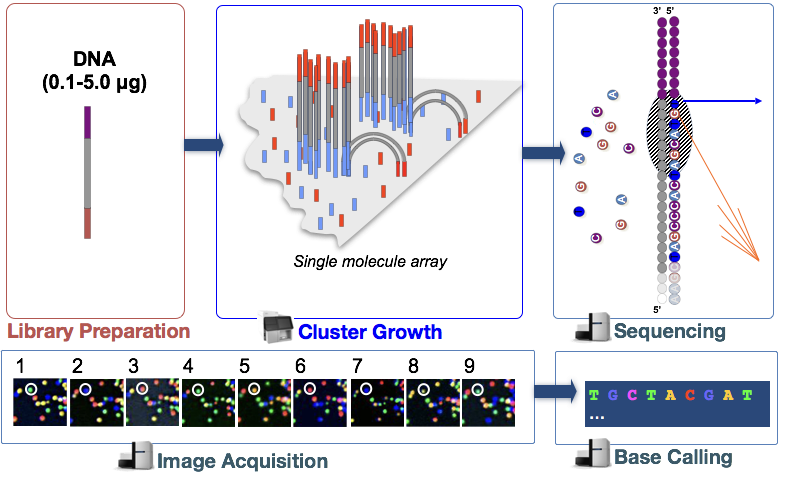 DNA
(0.1-5.0 µg)
Library Preparation
Single molecule array
Cluster Growth
3' 5'
A
C
G
C
G
A
G
A
G
C
5'
Sequencing
1 2 3 4 5 6 7 8 9
Image Acquisition
T G C T A C G A T
...
Base Calling